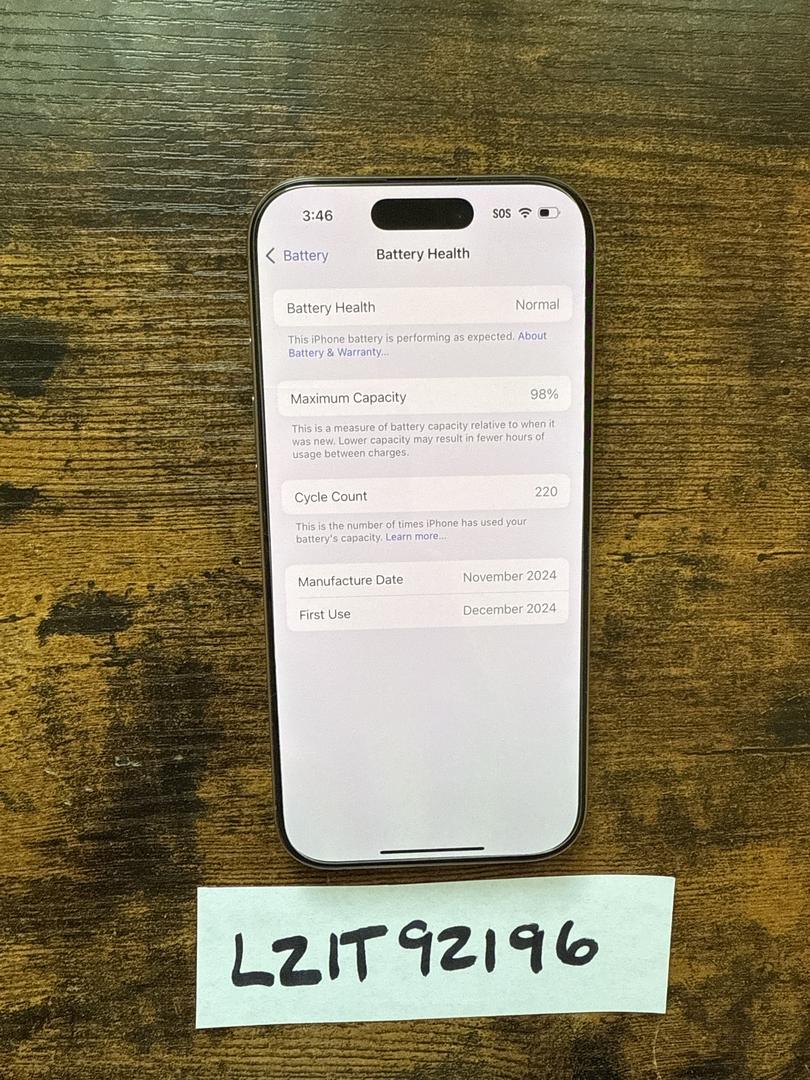 3:46 SOS
Battery Battery Health
Battery Health Normal
This iPhone battery is performing as expected. About
Battery & Warranty...
Maximum Capacity 98%
This is a measure of battery capacity relative to when it
was new. Lower capacity may result in fewer hours of
usage between charges.
Cycle Count 220
This is the number of times iPhone has used your
battery's capacity. Learn more...
Manufacture Date November 2024
First Use December 2024
LZIT92196